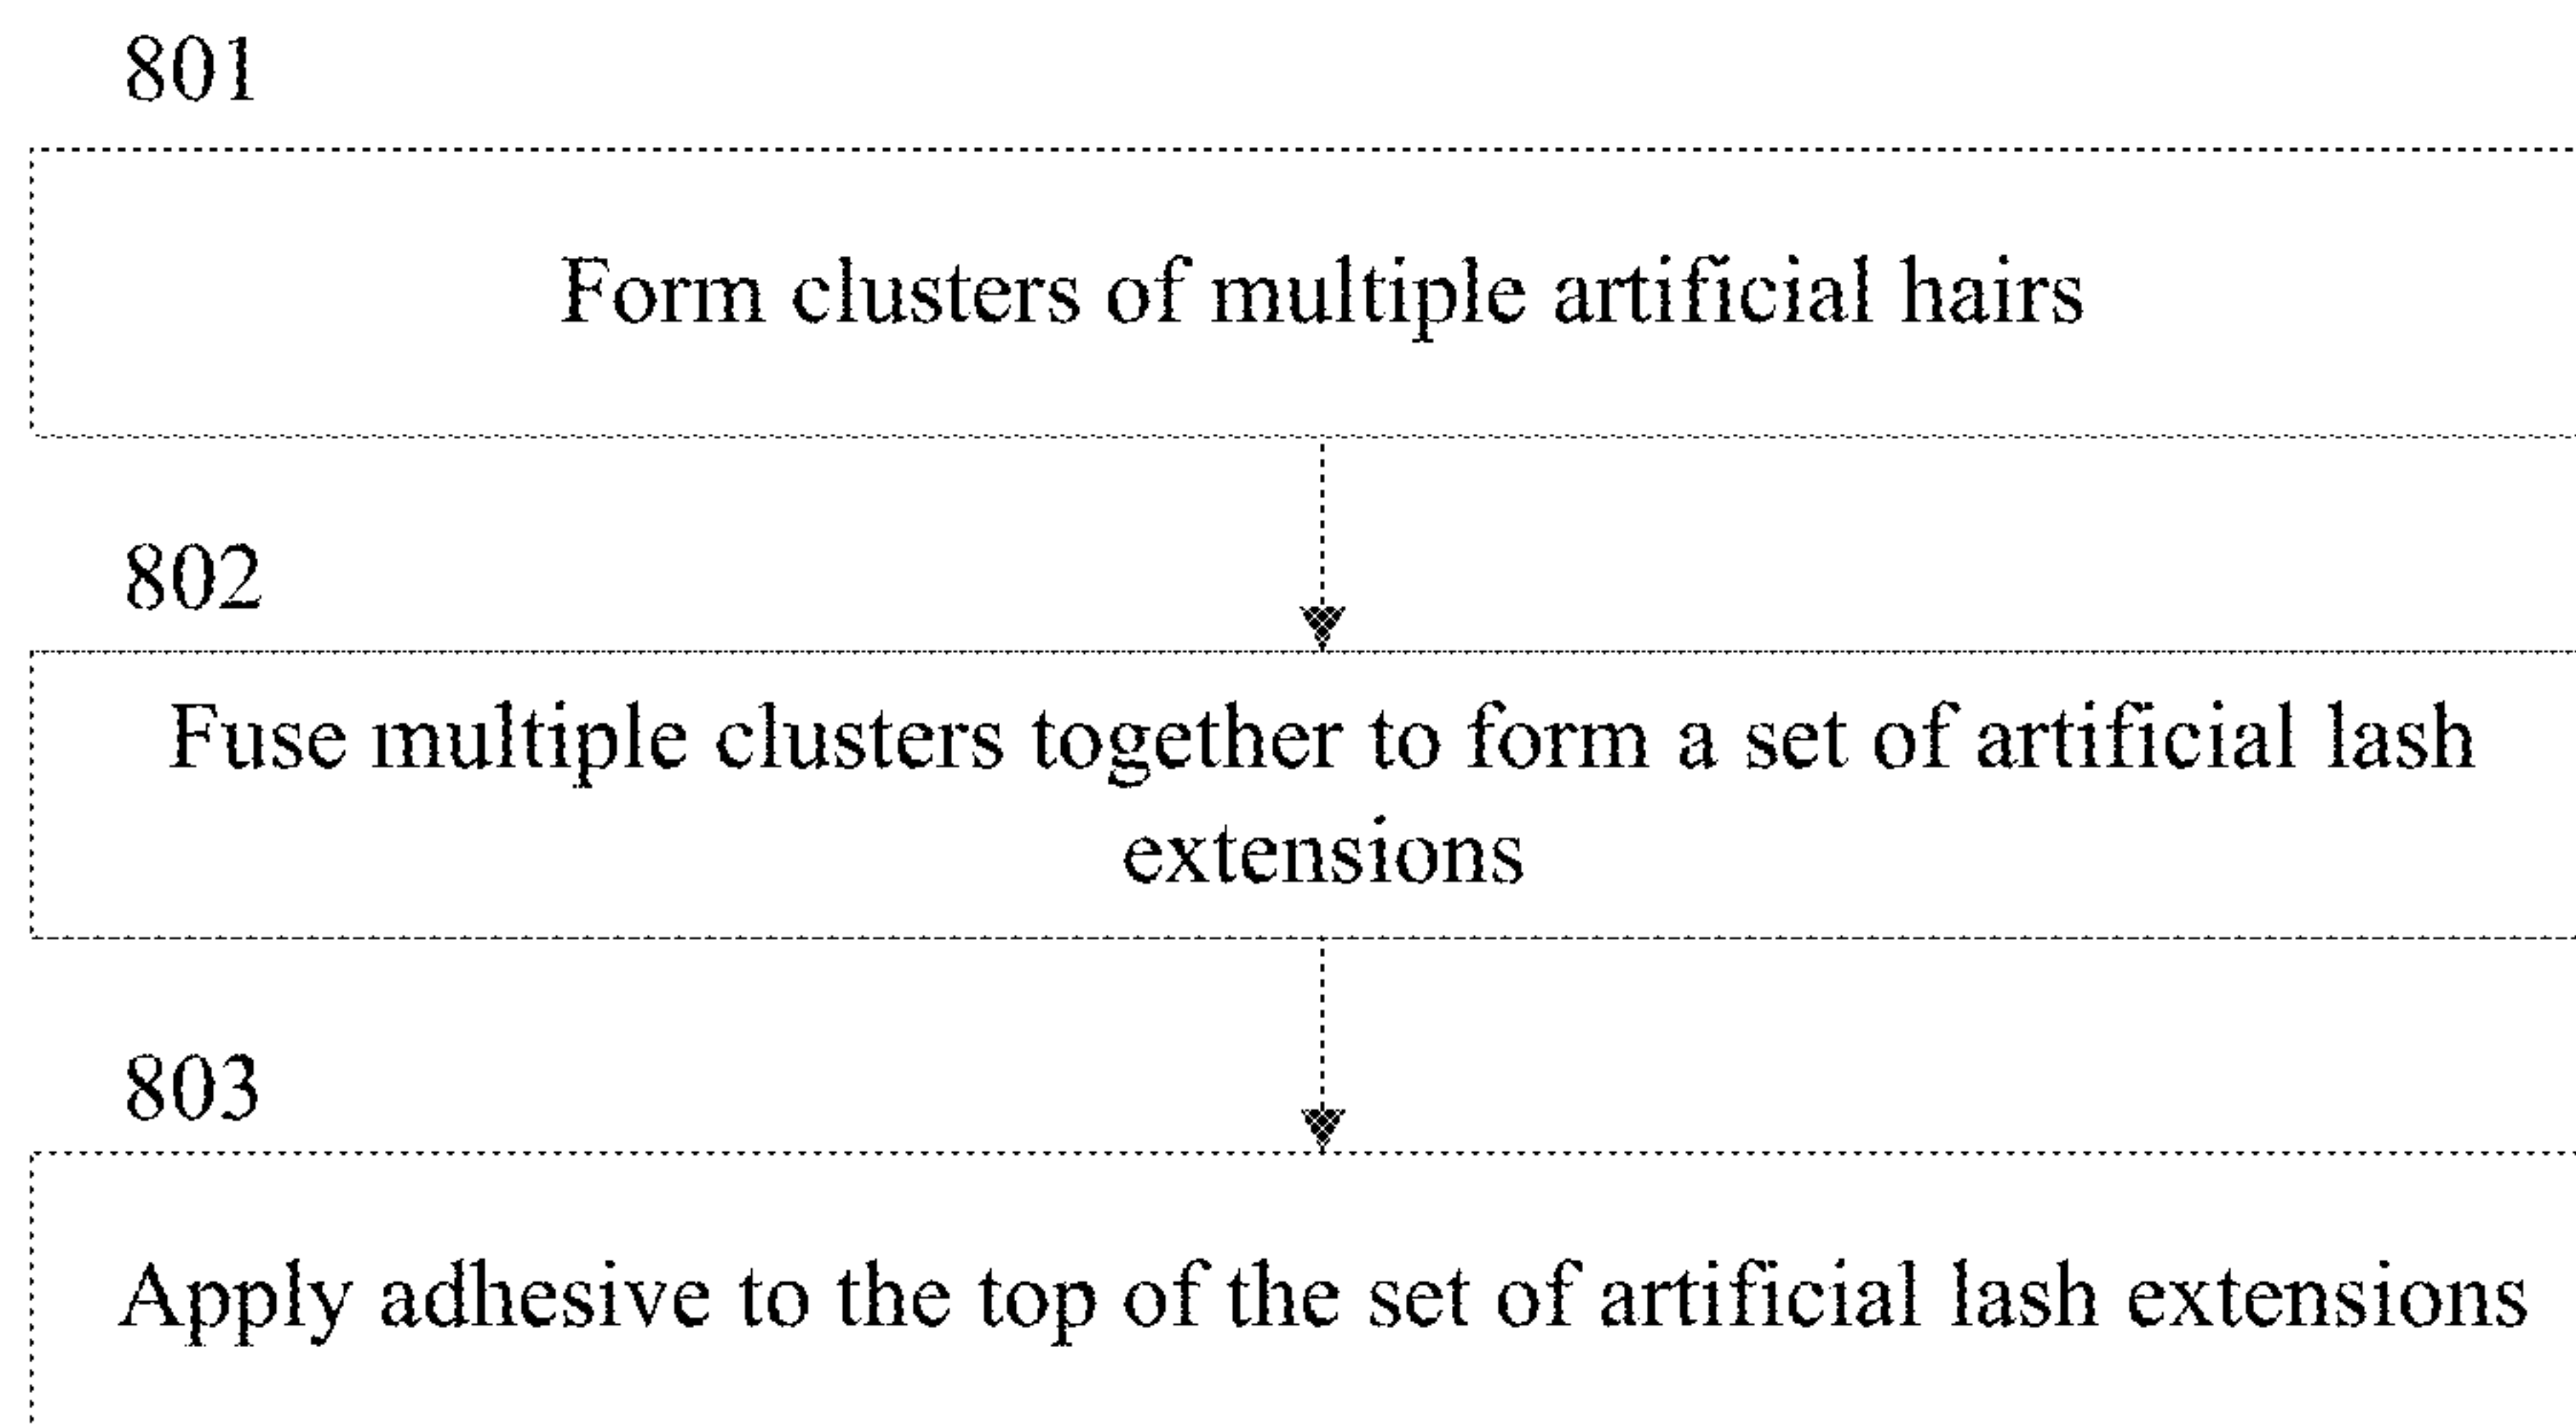 801
Form clusters of multiple artificial hairs
802
Fuse multiple clusters together to form a set of artificial lash
extensions
803
Apply adhesive to the top of the set of artificial lash extensions